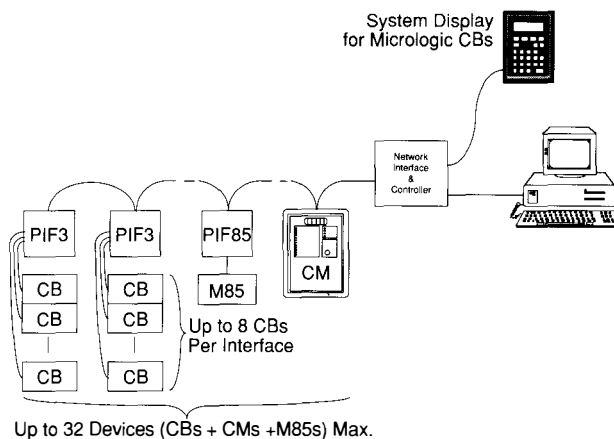 System Display
for Micrologic CBs
Network
Interface
&
Controller
PIF3
PIF3
PIF85
CM
CB
CB
M85
CB
CB
Up to 8 CBs
Per Interface
CB
CB
Up to 32 Devices (CBs + CMs +M85s) Max.